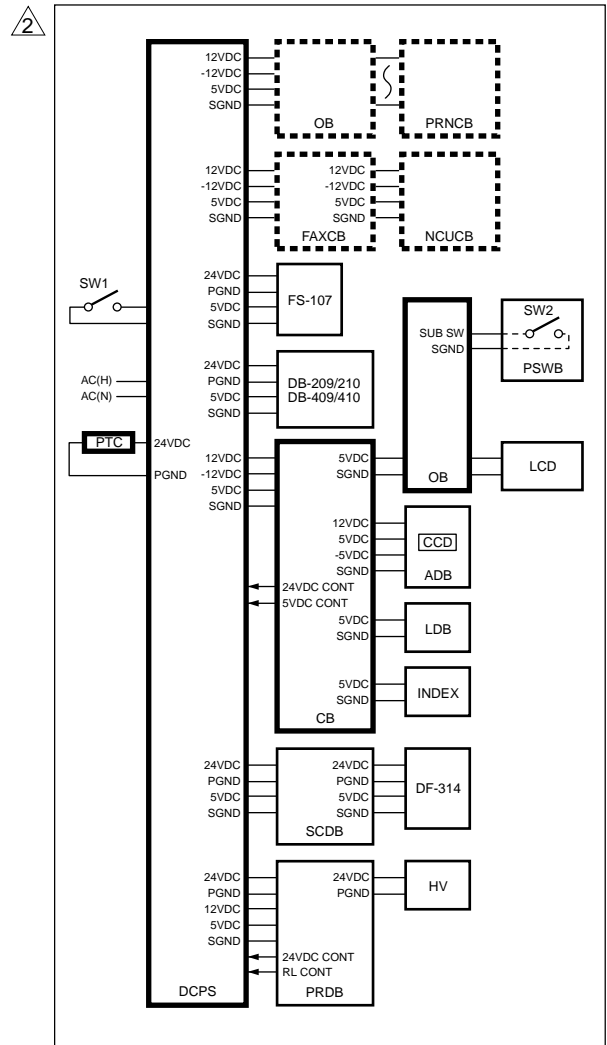 2
12VDC
-12VDC
5VDC
SGND
OB
PRNCB
12VDC
-12VDC
5VDC
SGND
12VDC
-12VDC
5VDC
SGND
FAXCB
NCUCB
SW1
24VDC
PGND
5VDC
SGND
FS-107
SW2
SUB SW
SGND
PSWB
AC(H)
AC(N)
24VDC
PGND
5VDC
SGND
DB-209/210
DB-409/410
PTC
24VDC
PGND
12VDC
-12VDC
5VDC
SGND
5VDC
SGND
OB
LCD
12VDC
5VDC
-5VDC
SGND
CCD
ADB
24VDC CONT
5VDC CONT
5VDC
SGND
LDB
5VDC
SGND
INDEX
CB
24VDC
PGND
5VDC
SGND
24VDC
PGND
5VDC
SGND
SCDB
DF-314
24VDC
PGND
12VDC
5VDC
SGND
24VDC
PGND
HV
24VDC CONT
RL CONT
DCPS
PRDB